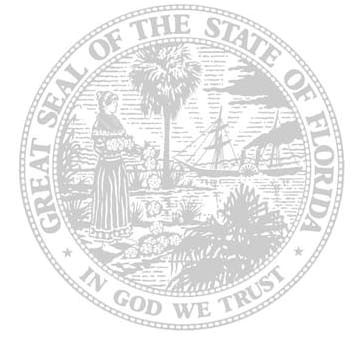 GREAT SEAL OF THE STATE OF FLORIDA
IN GOD WE TRUST